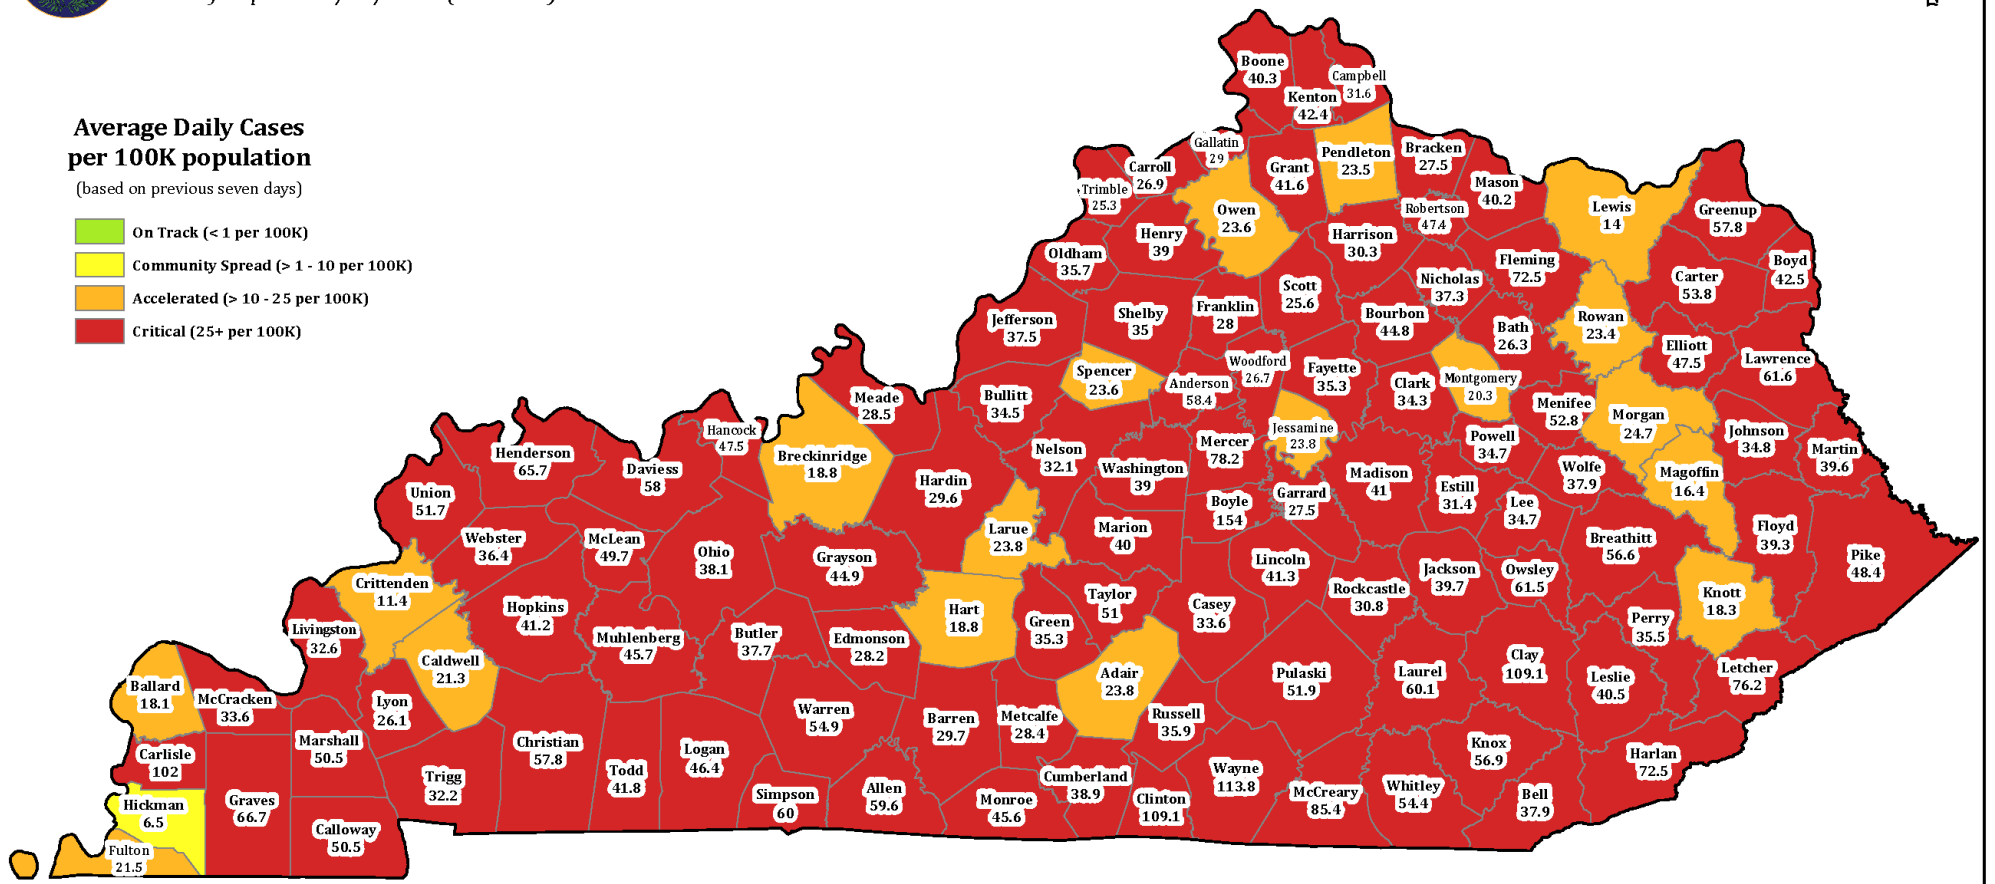 Average Daily Cases
per 100K population
(based on previous seven days)
On Track (< 1 per 100K)
Community Spread (> 1 - 10 per 100K)
Accelerated (> 10 - 25 per 100K)
Critical (25+ per 100K)
Boone
40.3
Kenton
42.4
Campbell
31.6
Gallatin
29
Carroll
26.9
Trimble
25.3
Grant
41.6
Pendleton
23.5
Bracken
27.5
Mason
40.2
Robertson
47.4
Lewis
14
Greenup
57.8
Boyd
42.5
Carter
53.8
Owen
23.6
Henry
39
Oldham
35.7
Harrison
30.3
Nicholas
37.3
Fleming
72.5
Rowan
23.4
Elliott
47.5
Lawrence
61.6
Jefferson
37.5
Shelby
35
Franklin
28
Scott
25.6
Bourbon
44.8
Bath
26.3
Spencer
23.6
Anderson
58.4
Woodford
26.7
Fayette
35.3
Clark
34.3
Montgomery
20.3
Menifee
52.8
Morgan
24.7
Johnson
34.8
Martin
39.6
Meade
28.5
Bullitt
34.5
Hancock
47.5
Breckinridge
18.8
Henderson
65.7
Daviess
58
Union
51.7
Hardin
29.6
Nelson
32.1
Washington
39
Mercer
78.2
Jessamine
23.8
Madison
41
Powell
34.7
Wolfe
37.9
Magoffin
16.4
Estill
31.4
Lee
34.7
Garrard
27.5
Boyle
154
Marion
40
Larue
23.8
Floyd
39.3
Pike
48.4
Breathitt
56.6
Webster
36.4
McLean
49.7
Ohio
38.1
Grayson
44.9
Crittenden
11.4
Lincoln
41.3
Rockcastle
30.8
Jackson
39.7
Owsley
61.5
Knott
18.3
Perry
35.5
Hopkins
41.2
Muhlenberg
45.7
Butler
37.7
Edmonson
28.2
Hart
18.8
Green
35.3
Taylor
51
Casey
33.6
Livingston
32.6
Caldwell
21.3
Lyon
26.1
Ballard
18.1
McCracken
33.6
Adair
23.8
Pulaski
51.9
Laurel
60.1
Clay
109.1
Leslie
40.5
Letcher
76.2
Carlisle
102
Marshall
50.5
Christian
57.8
Warren
54.9
Barren
29.7
Metcalfe
28.4
Russell
35.9
Knox
56.9
Harlan
72.5
Hickman
6.5
Graves
66.7
Calloway
50.5
Trigg
32.2
Todd
41.8
Logan
46.4
Simpson
60
Allen
59.6
Monroe
45.6
Cumberland
38.9
Clinton
109.1
Wayne
113.8
McCreary
85.4
Whitley
54.4
Bell
37.9
Fulton
21.5